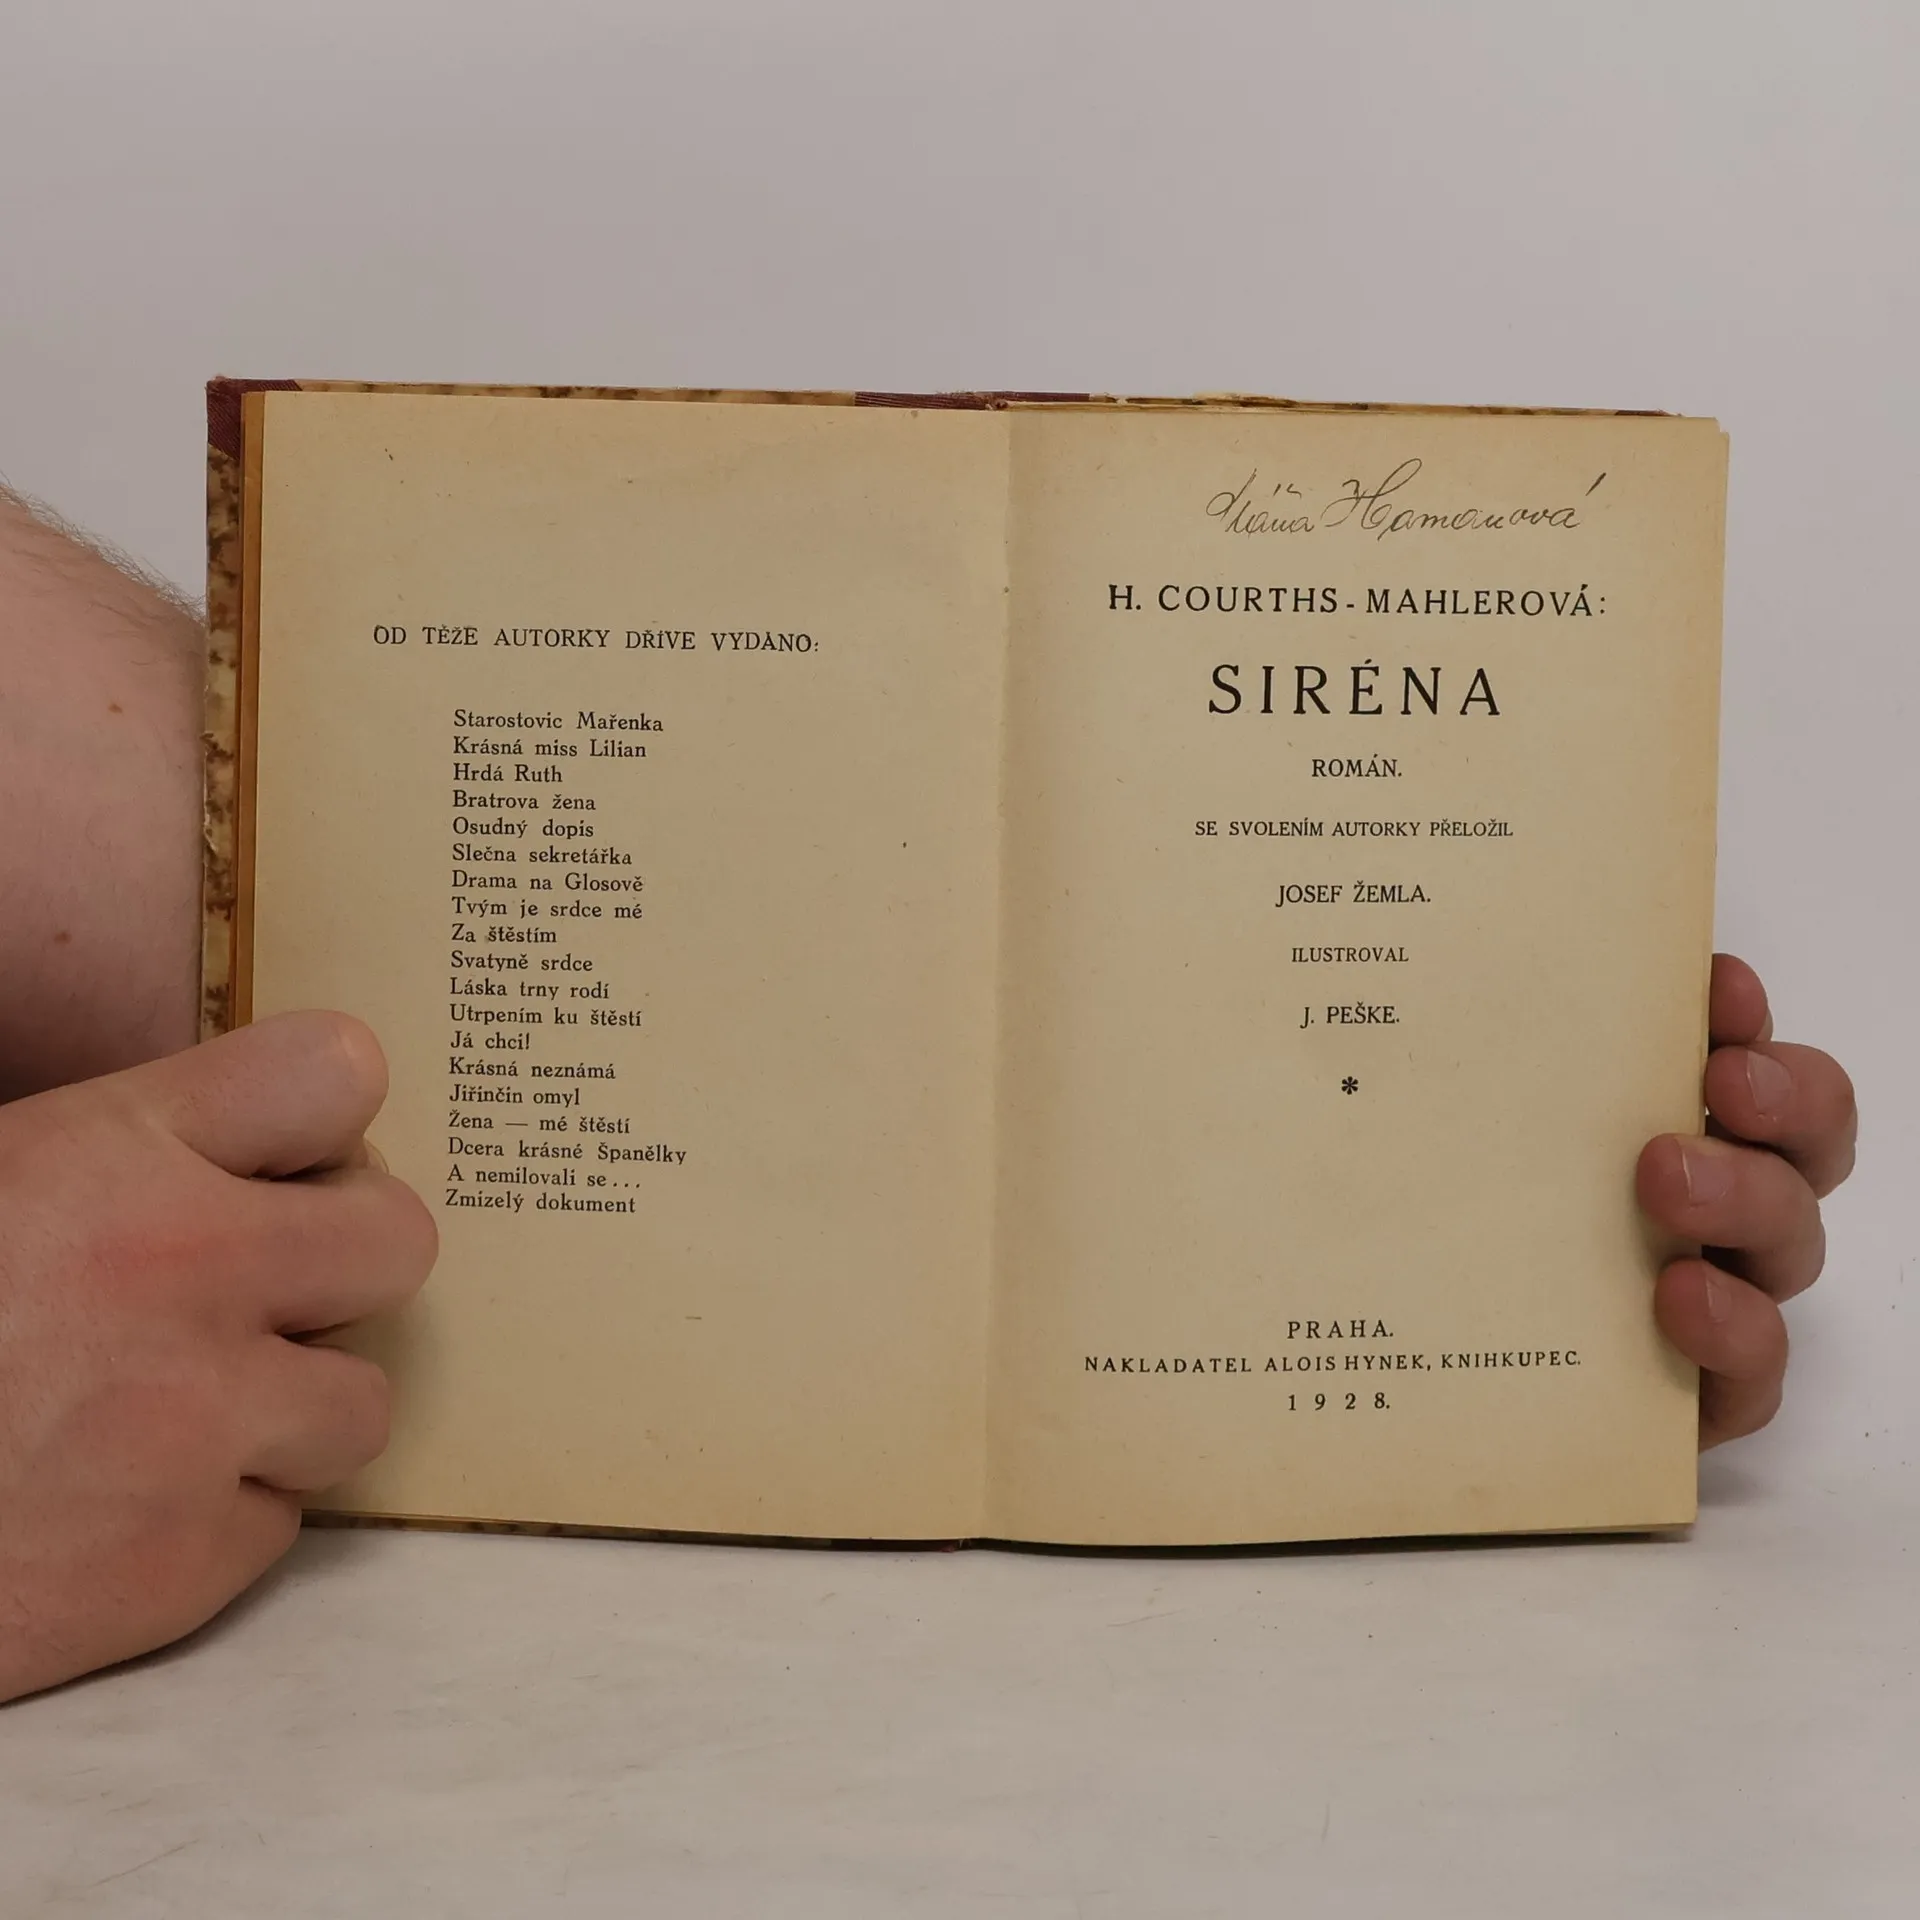 OD TÉŽE AUTORKY DŘÍVE VYDÁNO:
Starostovic Mařenka
Krásná miss Lilian
Hrdá Ruth
Bratrova žena
Osudný dopis
Slečna sekretářka
Drama na Glosově
Tvým je srdce mé
Za štěstím
Svatyně srdce
Láska trny rodí
Utrpením ku štěstí
Já chci!
Krásná neznámá
Jiřinčin omyl
Žena — mé štěstí
Dcera krásné Španělky
A nemilovali se...
Zmizelý dokument
Hamanová
H. COURTHS-MAHLEROVÁ:
SIRÉNA
ROMÁN.
SE SVOLENÍM AUTORKY PŘELOŽIL
JOSEF ŽEMLA.
ILUSTROVAL
J. PEŠKE.
*
PRAHA.
NAKLADATEL ALOIS HYNEK, KNIHKUPEC.
1928.